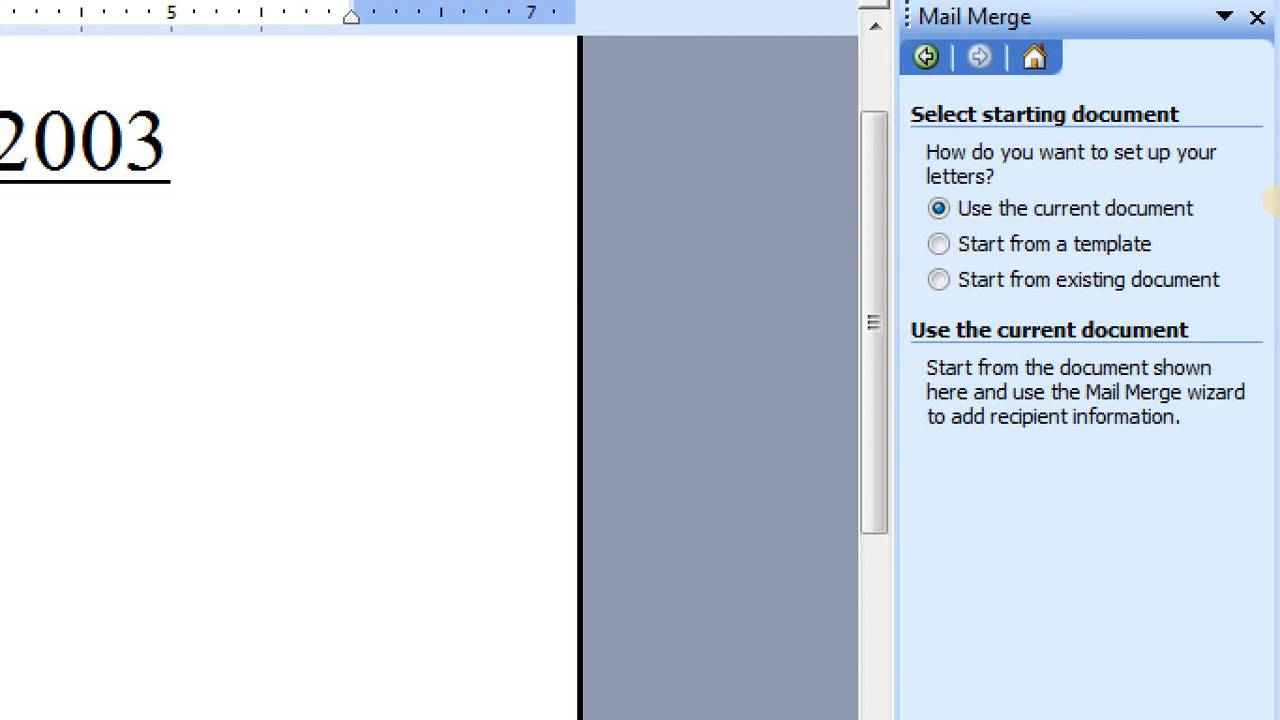 5 7
Mail Merge
2003
Select starting document
How do you want to set up your
letters?
Use the current document
Start from a template
Start from existing document
Use the current document
Start from the document shown
here and use the Mail Merge wizard
to add recipient information.